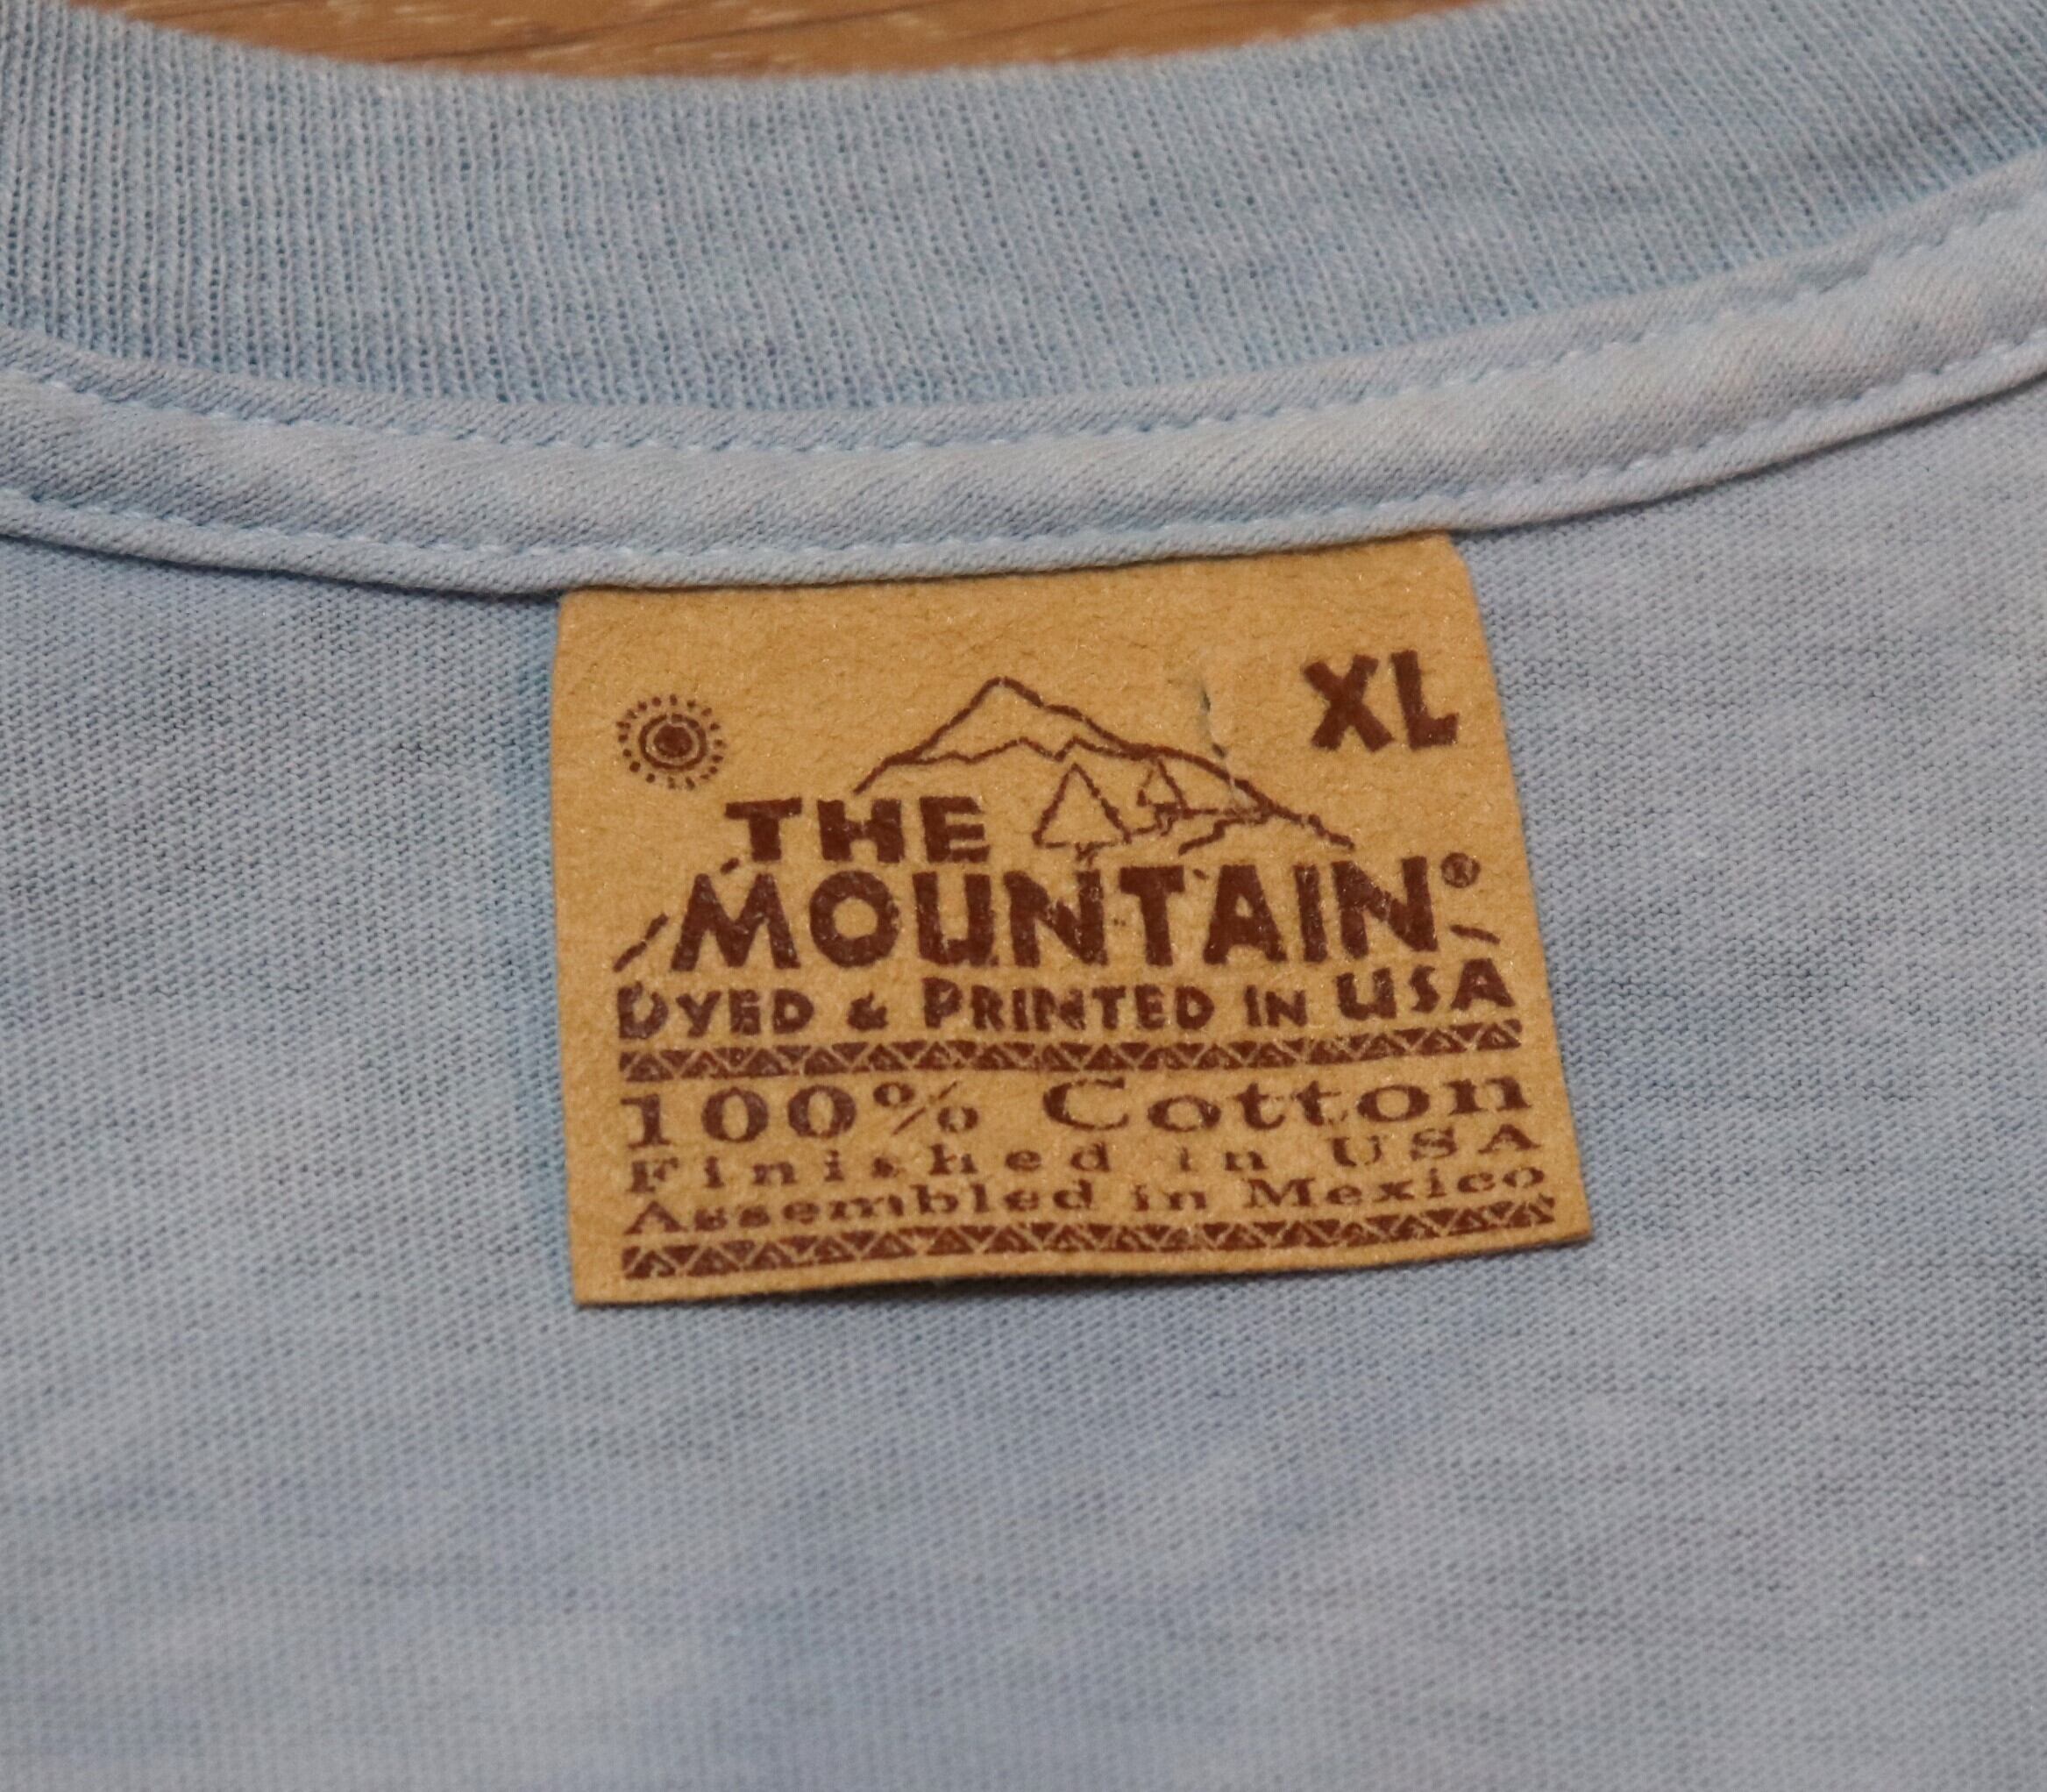 XL
THE
MOUNTAIN®
DYED & PRINTED IN USA
100% Cotton
Finished in USA
Assembled in Mexico